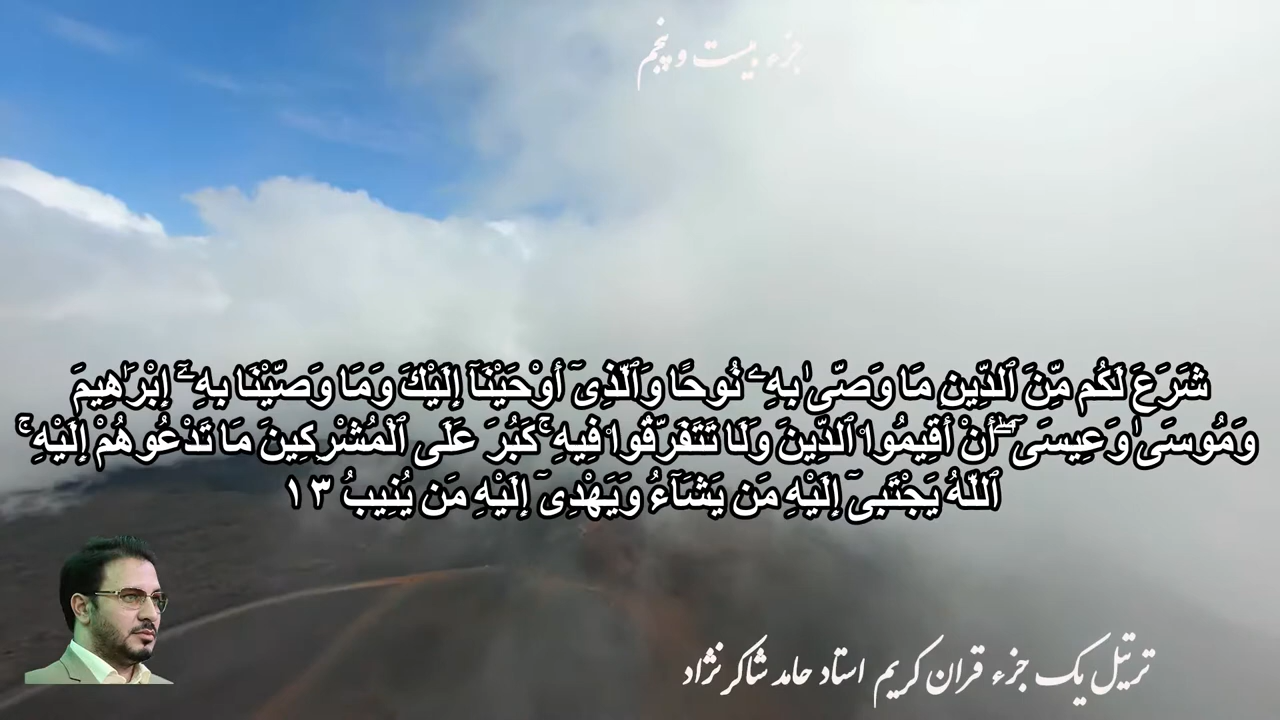 جزء بیست و پنجم
شَرَعَ لَكُم مِّنَ ٱلدِّينِ مَا وَصَّىٰ بِهِۦ نُوحًا وَٱلَّذِىٓ أَوْحَيْنَآ إِلَيْكَ وَمَا وَصَّيْنَا بِهِۦٓ إِبْرَٰهِيمَ
وَمُوسَىٰ وَعِيسَىٰٓ ۖ أَنْ أَقِيمُوا۟ ٱلدِّينَ وَلَا تَتَفَرَّقُوا۟ فِيهِ ۚ كَبُرَ عَلَى ٱلْمُشْرِكِينَ مَا تَدْعُوهُمْ إِلَيْهِ ۚ
ٱللَّهُ يَجْتَبِىٓ إِلَيْهِ مَن يَشَآءُ وَيَهْدِىٓ إِلَيْهِ مَن يُنِيبُ ١٣
ترتیل یک جزء قران کریم استاد حامد شاکرنژاد